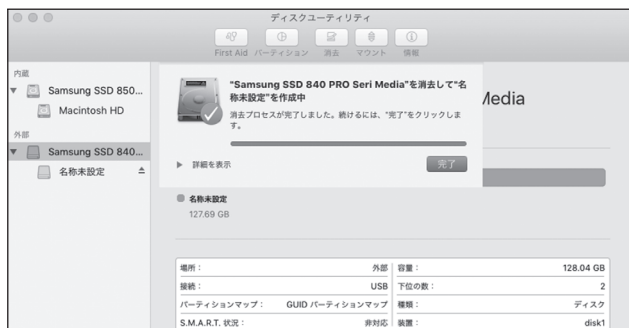 ディスクユーティリティ
First Aid パーティション 消去 マウント 情報
内蔵
Samsung SSD 850...
Macintosh HD
外部
Samsung SSD 840...
名称未設定
"Samsung SSD 840 PRO Seri Media"を消去して"名
称未設定"を作成中
消去プロセスが完了しました。続けるには、"完了"をクリックしま
す。
詳細を表示
完了
Media
名称未設定
127.69 GB
場所： 外部 容量： 128.04 GB
接続： USB 下位の数： 2
パーティションマップ： GUID パーティションマップ 種類： ディスク
S.M.A.R.T. 状況： 非対応 装置： disk1